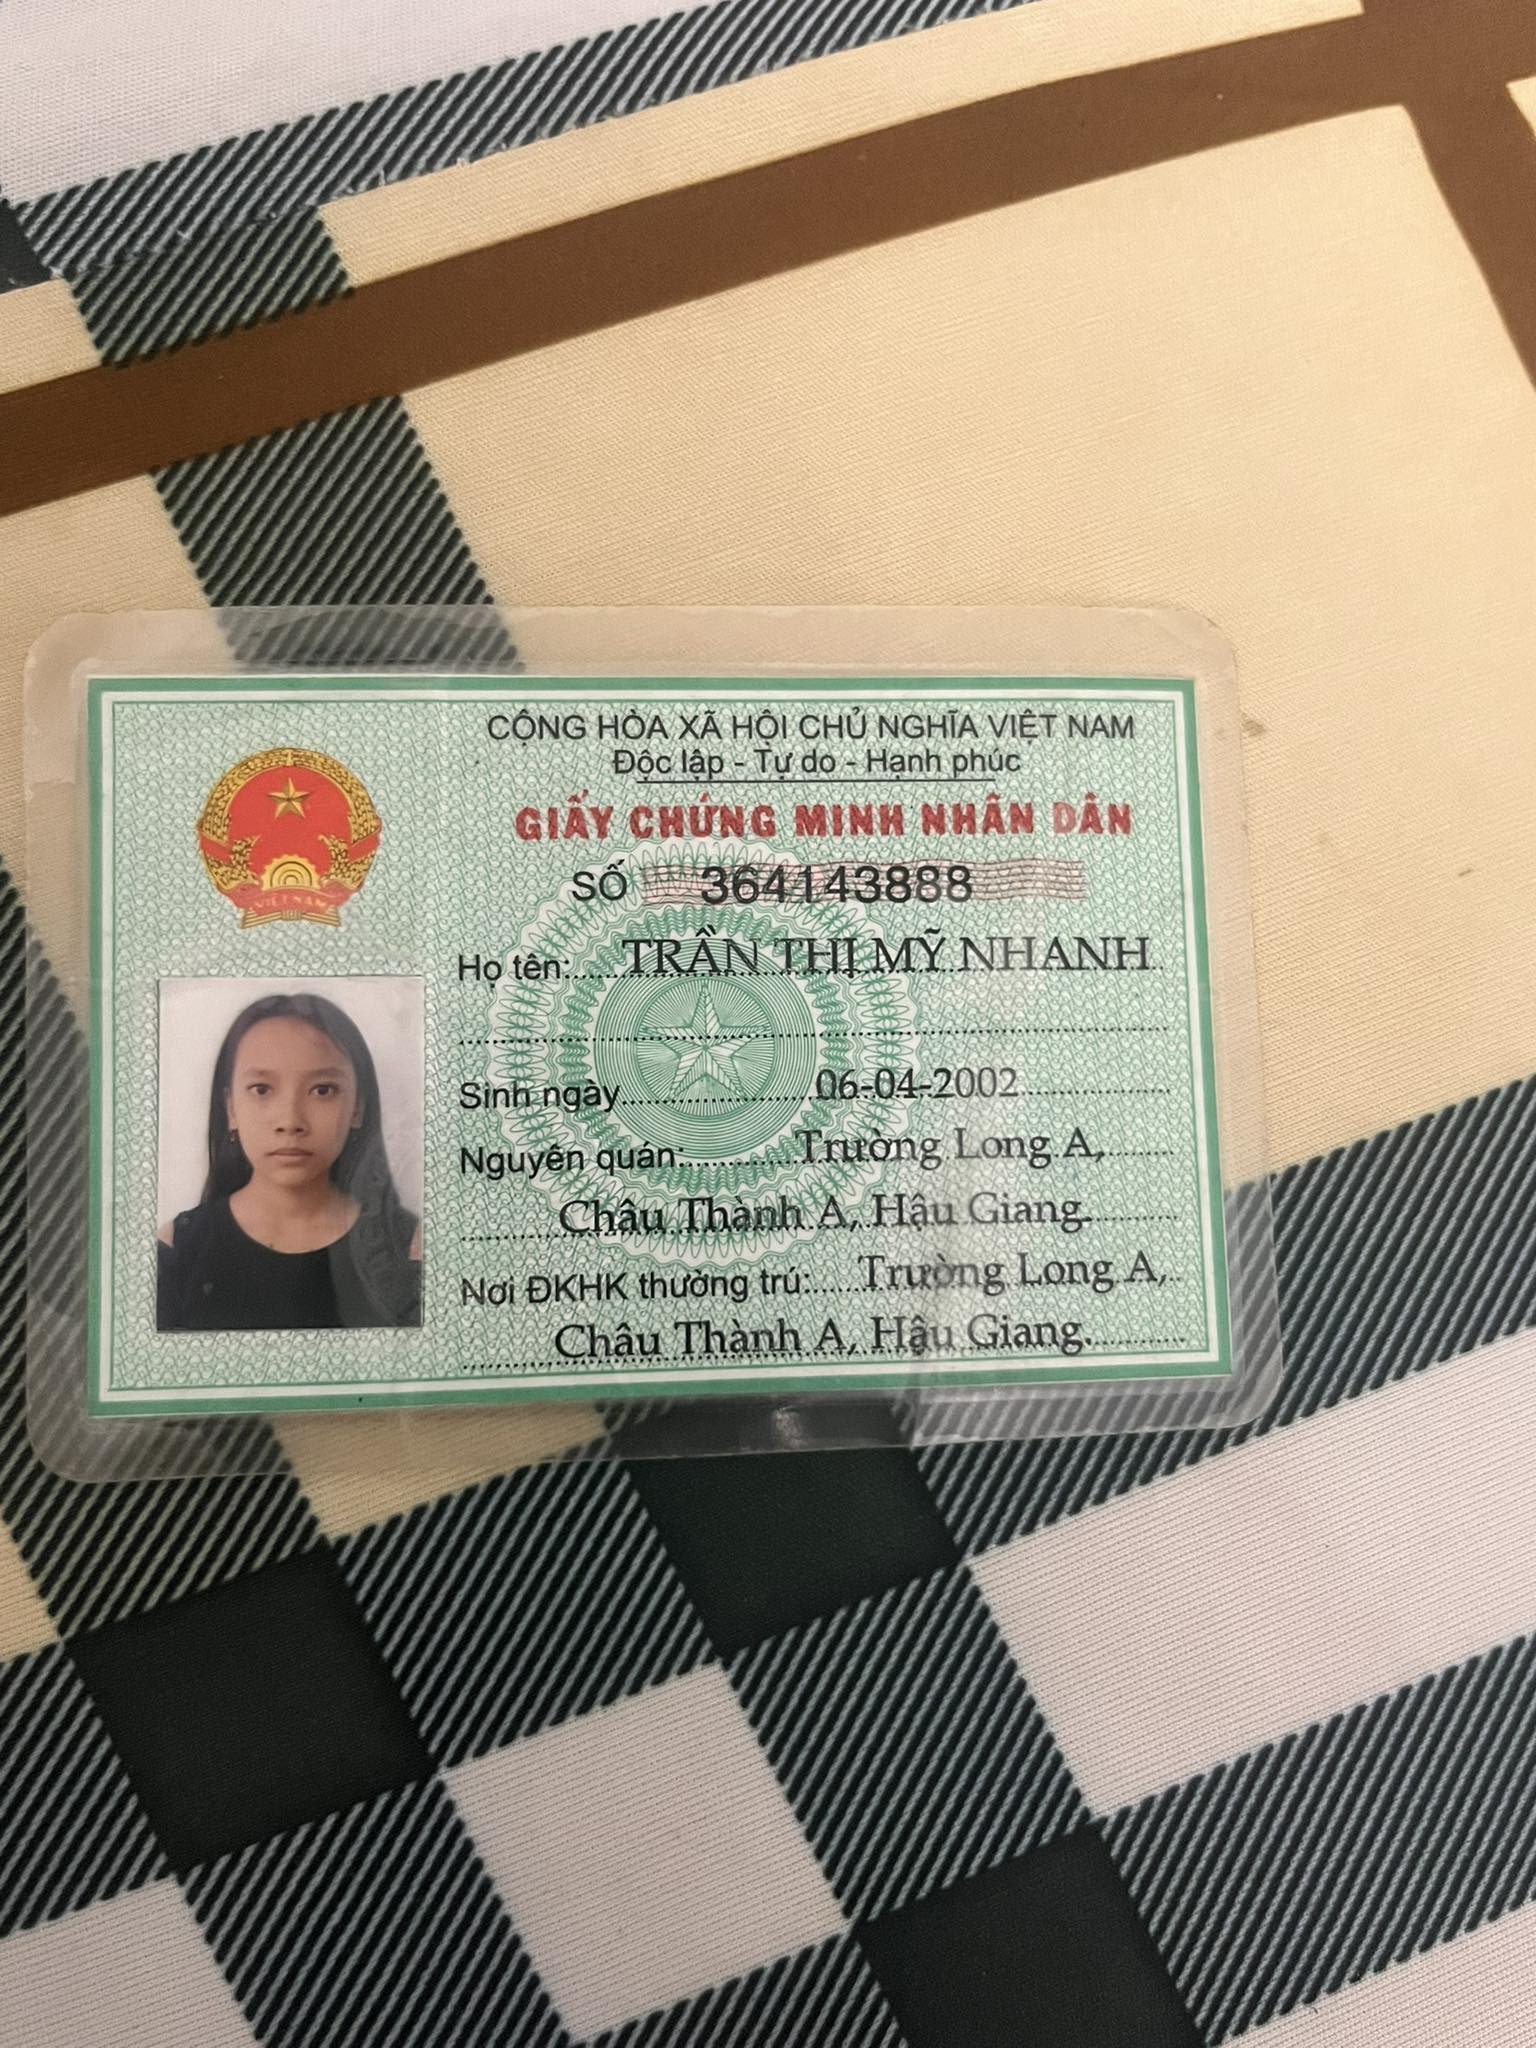 CỘNG HÒA XÃ HỘI CHỦ NGHĨA VIỆT NAM
Độc lập - Tự do - Hạnh phúc
GIẤY CHỨNG MINH NHÂN DÂN
SỐ 364143888
VIỆT NAM
Họ tên: TRẦN THỊ MỸ NHANH
Sinh ngày 06-04-2002
Nguyên quán: Trường Long A,
Châu Thành A, Hậu Giang.
Nơi ĐKHK thường trú: Trường Long A,
Châu Thành A, Hậu Giang.